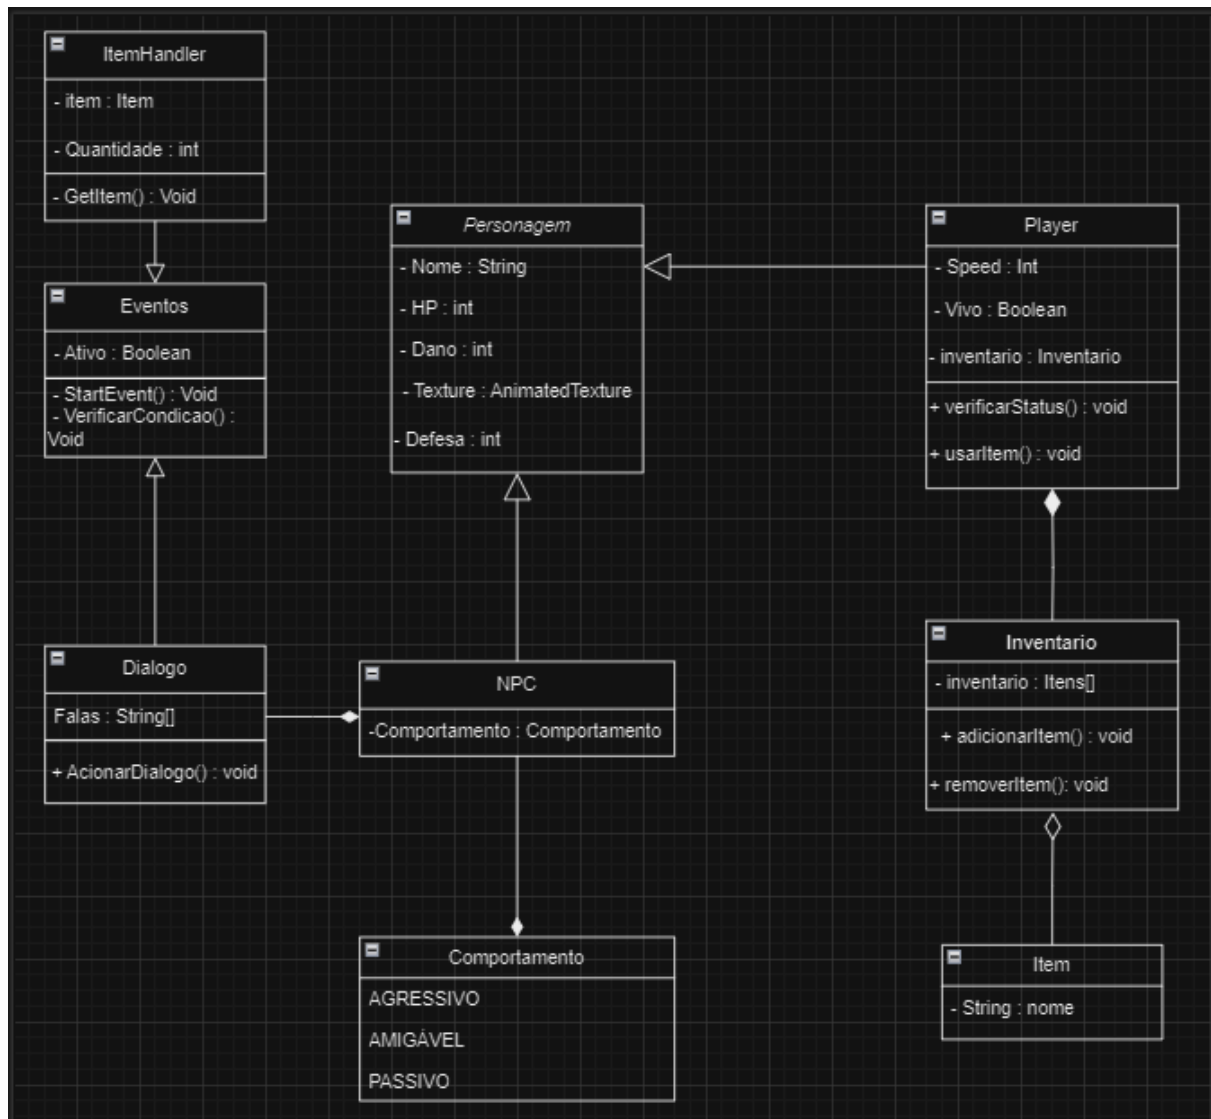 ItemHandler
- item : Item
- Quantidade : int
- GetItem() : Void
Eventos
- Ativo : Boolean
- StartEvent() : Void
- VerificarCondicao() :
Void
Dialogo
Falas : String[]
+ AcionarDialogo() : void
Personagem
- Nome : String
- HP : int
- Dano : int
- Texture : AnimatedTexture
- Defesa : int
NPC
-Comportamento : Comportamento
Comportamento
AGRESSIVO
AMIGÁVEL
PASSIVO
Player
- Speed : Int
- Vivo : Boolean
- inventario : Inventario
+ verificarStatus() : void
+ usarItem() : void
Inventario
- inventario : Itens[]
+ adicionarItem() : void
+ removerItem(): void
Item
- String : nome